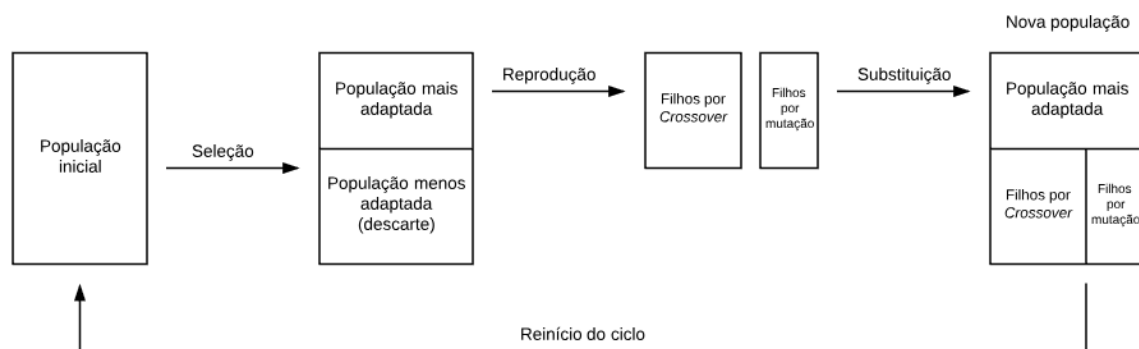 Nova população
População
inicial
Seleção
População mais
adaptada
População menos
adaptada
(descarte)
Reprodução
Filhos por
Crossover
Filhos
por
mutação
Substituição
População mais
adaptada
Filhos por
Crossover
Filhos
por
mutação
Reinício do ciclo